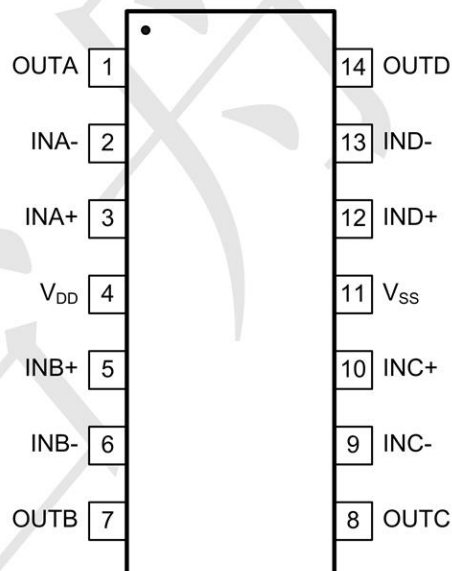 OUTA 1 14 OUTD
INA- 2 13 IND-
INA+ 3 12 IND+
VDD 4 11 VSS
INB+ 5 10 INC+
INB- 6 9 INC-
OUTB 7 8 OUTC